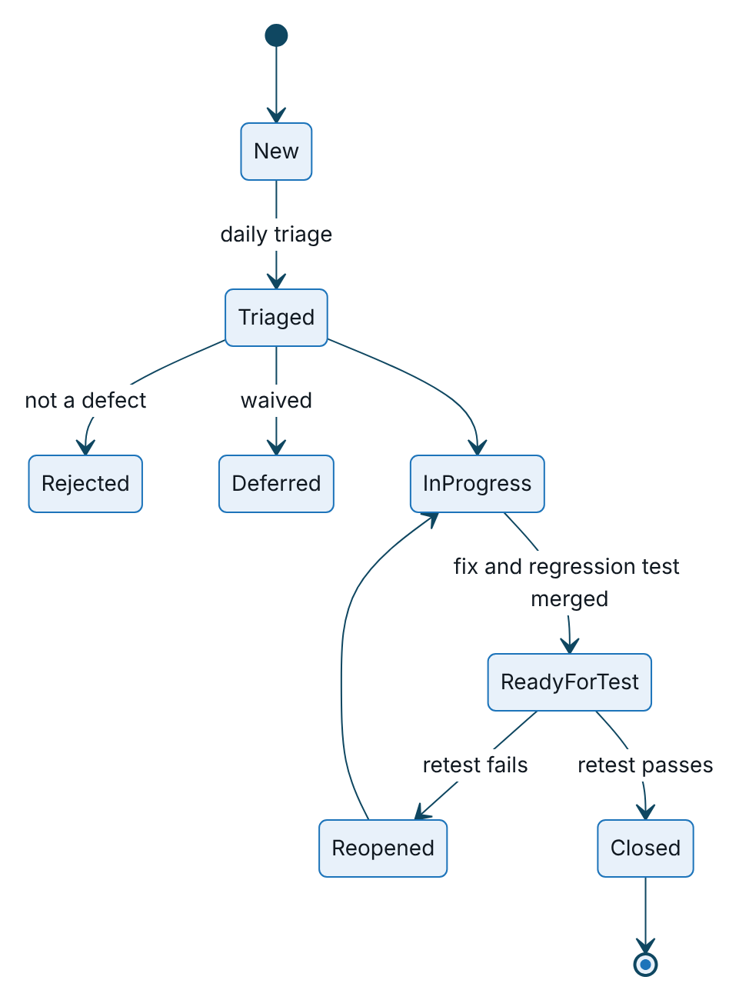 New
daily triage
Triaged
not a defect
waived
Rejected
Deferred
InProgress
fix and regression test
merged
ReadyForTest
retest fails
retest passes
Reopened
Closed